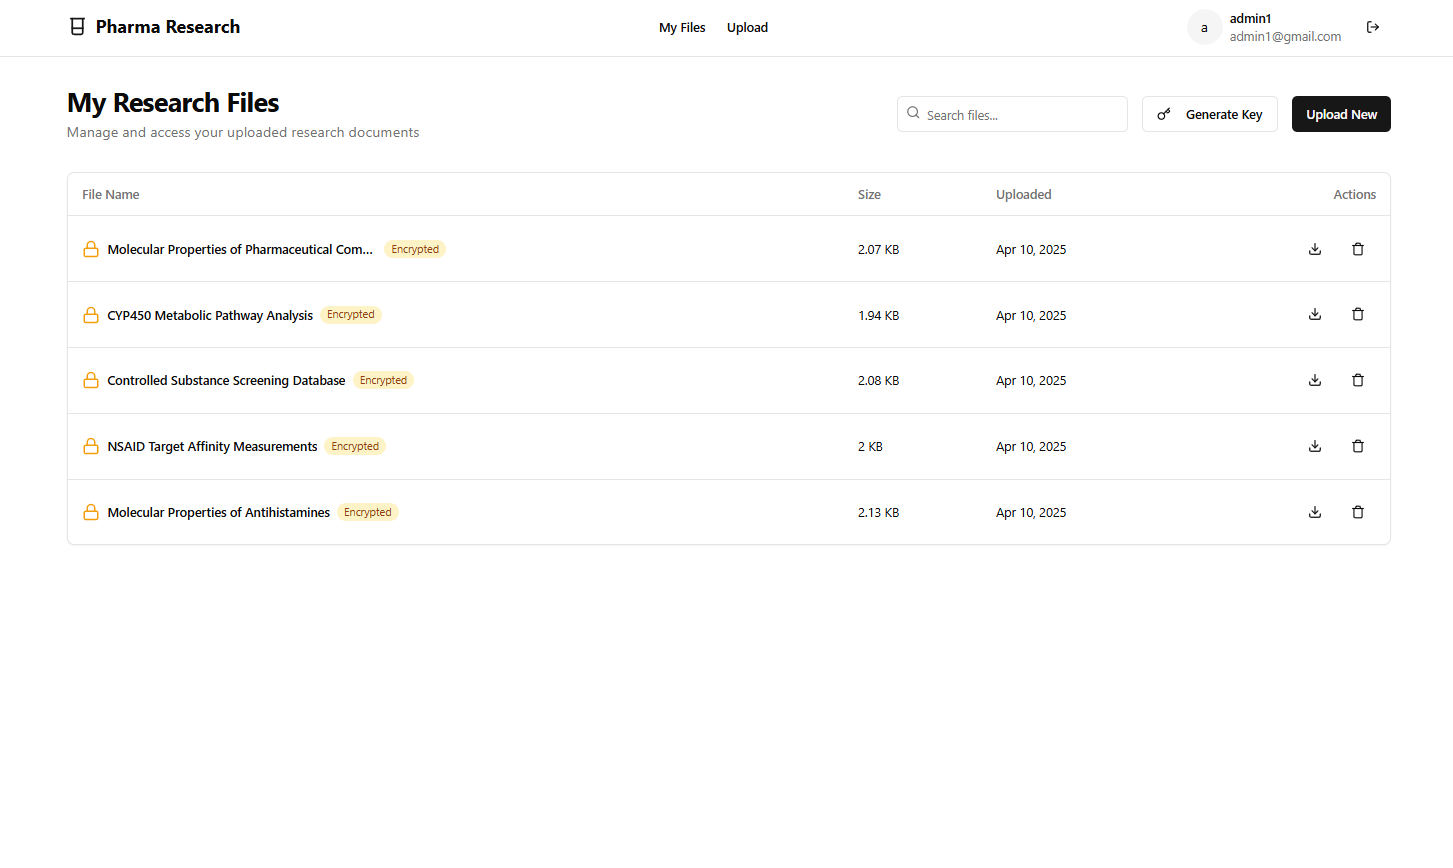 Pharma Research
My Files
Upload
a
admin1
admin1@gmail.com
My Research Files
Manage and access your uploaded research documents
Search files...
Generate Key
Upload New
File Name Size Uploaded Actions
Molecular Properties of Pharmaceutical Com... Encrypted 2.07 KB Apr 10, 2025
CYP450 Metabolic Pathway Analysis Encrypted 1.94 KB Apr 10, 2025
Controlled Substance Screening Database Encrypted 2.08 KB Apr 10, 2025
NSAID Target Affinity Measurements Encrypted 2 KB Apr 10, 2025
Molecular Properties of Antihistamines Encrypted 2.13 KB Apr 10, 2025